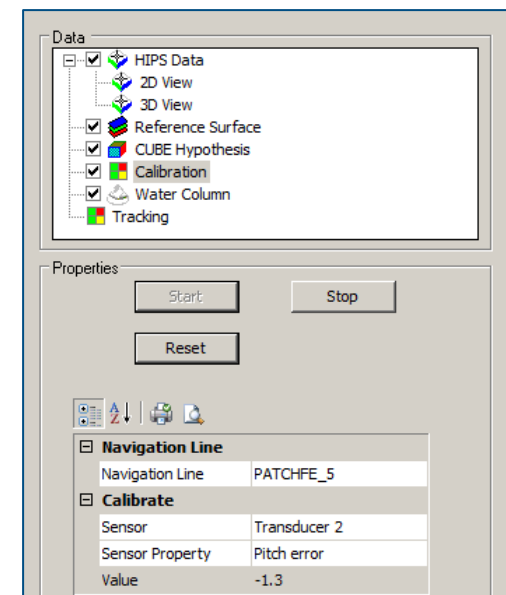 Data
HIPS Data
2D View
3D View
Reference Surface
CUBE Hypothesis
Calibration
Water Column
Tracking
Properties
Start Stop
Reset
Navigation Line
Navigation Line PATCHFE_5
Calibrate
Sensor Transducer 2
Sensor Property Pitch error
Value -1.3